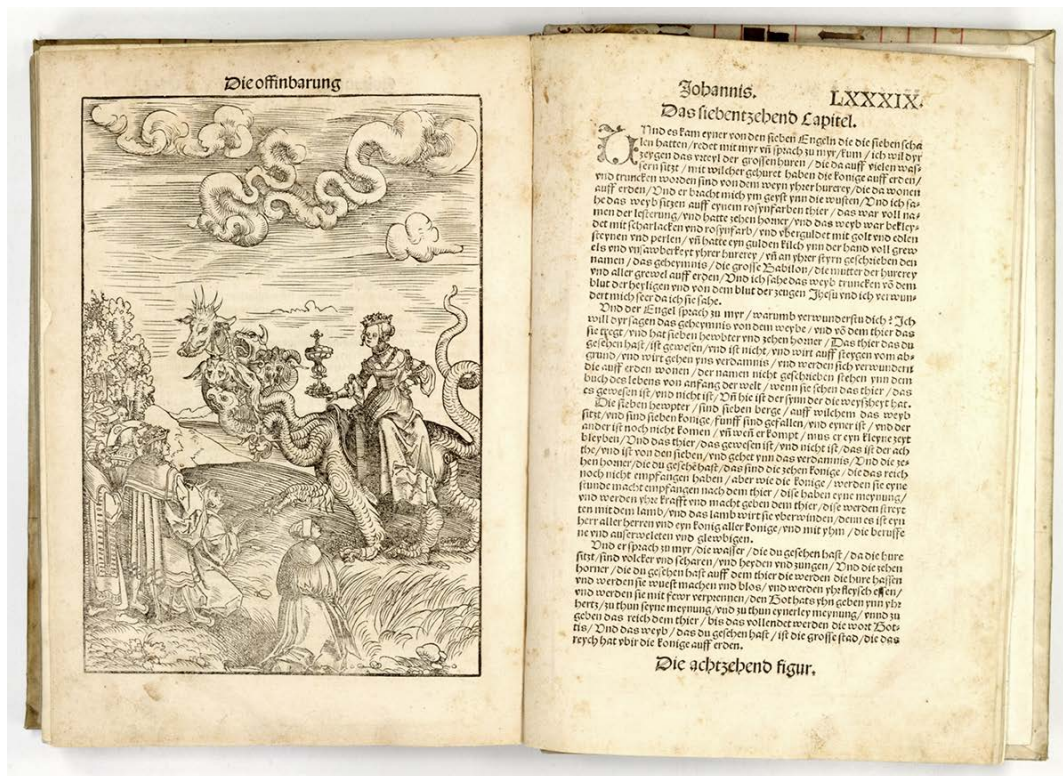 Die offinbarung
Johannis.
LXXXIX.
Das siebentzehend Capitel.
Vnd es kam eyner von den sieben Engeln die die sieben scha
len hatten/redet mit myr vn̄ sprach zu myr/kum/ich will dyr
zeygen das vrteyl der grossen huren/die da auff vielen was-
sern sitzt/mit wilcher gehuret haben die konige auff erden/
vnd truncken worden sind von dem weyn yhrer hurerey/die da wonen
auff erden/Vnd er bracht mich ym geyst ynn die wusten/Vnd ich sa-
he das weyb sitzen auff eynem rosynfarben thier/das war voll na-
men der lesterung/vnd hatte zehen horner/vnd das weyb war bekley-
det mit scharlacken vnd rosynfarb/vnd vberguldet mit golt vnd edlen
steynen vnd perlen/vn̄ hatte eyn gulden kilch ynn der hand voll grew
els vnd vnsawberkeyt yhrer hurerey/vn̄ an yhrer styrn geschrieben den
namen/das geheymnis/die grosse Babilon/die mutter der hurerey
vnd aller grewel auff erden/Vnd ich sahe das weyb truncken vō dem
blut der heyligen vnd von dem blut der zeugen Jhesu vnd ich verwun-
dert mich seer da ich sie sahe.
Vnd der Engel sprach zu myr/warumb verwunderstu dich? Ich
will dyr sagen das geheymnis von dem weybe/vnd vō dem thier das
sie tregt/vnd hat sieben hewbter vnd zehen horner/Das thier das du
gesehen hast/ist gewesen/vnd ist nicht/vnd wirt auff steygen vom ab-
grund/vnd wirt gehen yns verdamnis/vnd werden sich verwundern
die auff erden wonen/der namen nicht geschrieben stehen ynn dem
buch des lebens von anfang der welt/wenn sie sehen das thier/das
es gewesen ist/vnd nicht ist/Vn̄ hie ist der synn der die weysheyt hat.
Die sieben hewpter/sind sieben berge/auff wilchem das weyb
sitzt/vnd sind sieben konige/funff sind gefallen/vnd eyner ist/vnd der
ander ist noch nicht komen/vn̄ wen̄ er kompt/mus er eyn kleyne zeyt
bleyben/Vnd das thier/das gewesen ist/vnd nicht ist/das ist der ach
the/vnd ist von den sieben/vnd gehet ynn das verdamnis/Vnd die ze-
hen horner/die du gesehē hast/das sind die zehen konige/die das reich
noch nicht empfangen haben/aber wie die konige/werden sie eyne
stunde macht empfangen nach dem thier/dise haben eyne meynung/
vnd werden yhre krafft vnd macht geben dem thier/dise werden streyt
ten mit dem lamb/vnd das lamb wirt sie vberwinden/denn es ist eyn
herr aller herren vnd eyn konig aller konige/vnd mit yhm/die beruffe
ne vnd auserweleten vnd glewbigen.
Vnd er sprach zu myr/die wasser/die du gesehen hast/da die hure
sitzt/sind volcker vnd scharen/vnd heyden vnd zungen/Vnd die zehen
horner/die du gesehen hast auff dem thier die werden die hure hassen
vnd werden sie wuest machen vnd blos/vnd werden yhr fleysch essen/
vnd werden sie mit fewr verprennen/den Got hats yhn geben ynn yhr
hertz/zu thun seyne meynung/vnd zu thun eynerley meynung/vnnd zu
geben das reich dem thier/bis das vollendet werden die wort Got-
tis/Vnd das weyb/das du gesehen hast/ist die grosse stad/die das
reych hat vbir die konige auff erden.
Die achtzehend figur.